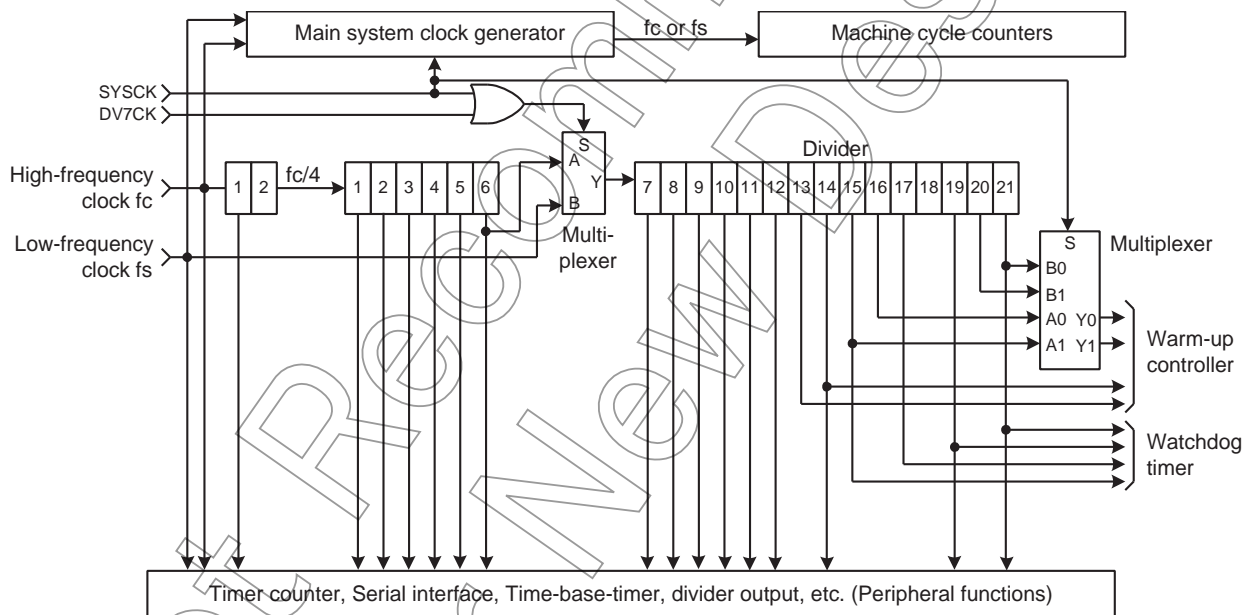 Main system clock generator
fc or fs
Machine cycle counters
SYSCK
DV7CK
High-frequency
clock fc
1 2
fc/4
1 2 3 4 5 6
S
A
Y
B
Multi-
plexer
Divider
7 8 9 10 11 12 13 14 15 16 17 18 19 20 21
Low-frequency
clock fs
S
Multiplexer
B0
B1
A0 Y0
A1 Y1
Warm-up
controller
Watchdog
timer
Timer counter, Serial interface, Time-base-timer, divider output, etc. (Peripheral functions)